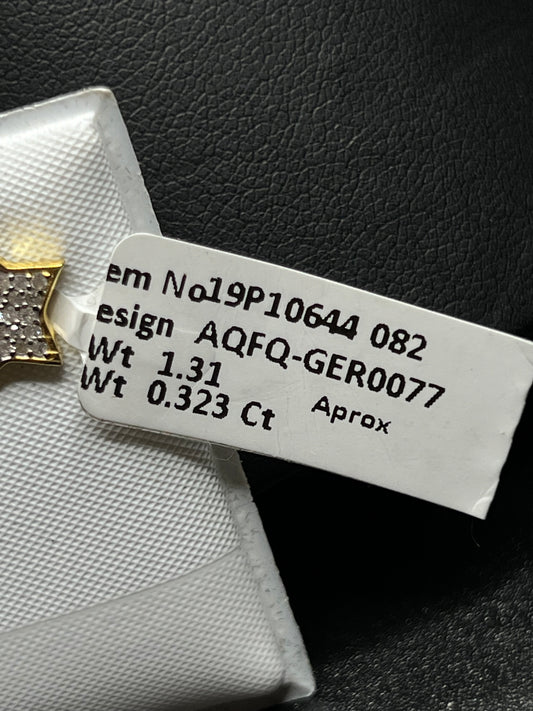 em No19P10644 082
esign AQFQ-GER0077
Wt 1.31
Wt 0.323 Ct Aprox